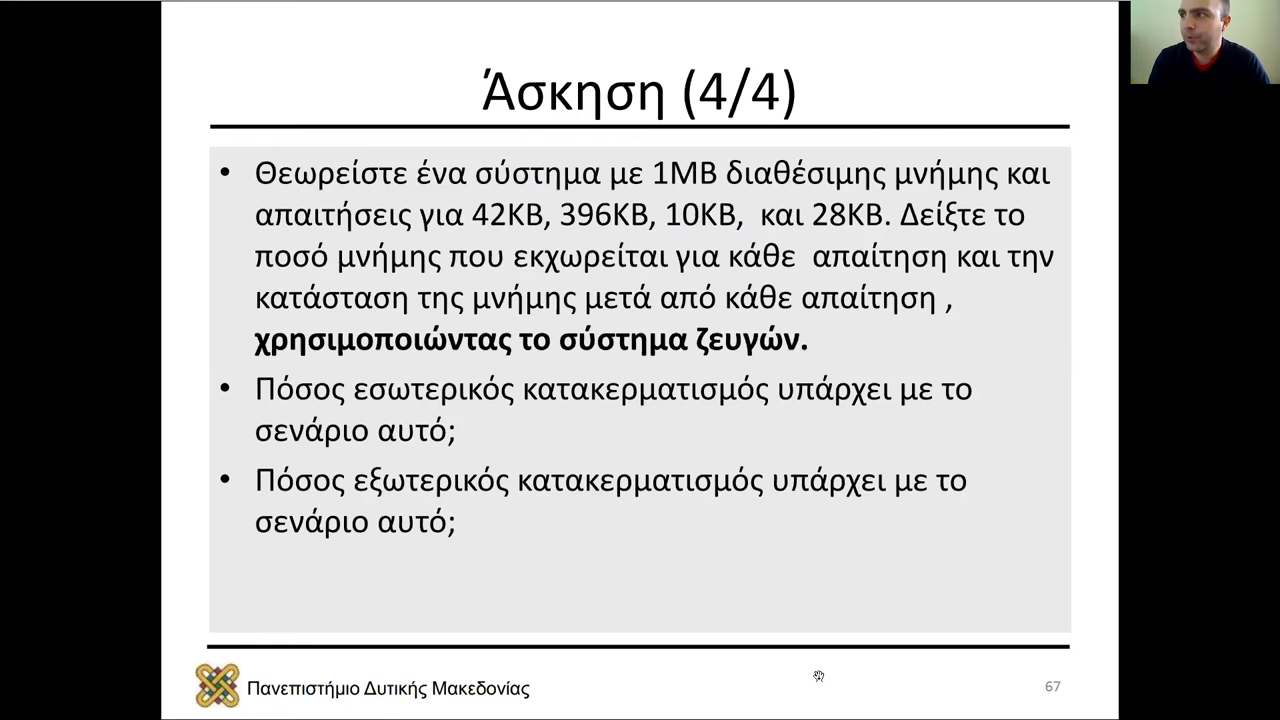 Άσκηση (4/4)
• Θεωρείστε ένα σύστημα με 1MB διαθέσιμης μνήμης και
απαιτήσεις για 42KB, 396KB, 10KB,  και 28KB. Δείξτε το
ποσό μνήμης που εκχωρείται για κάθε  απαίτηση και την
κατάσταση της μνήμης μετά από κάθε απαίτηση ,
χρησιμοποιώντας το σύστημα ζευγών.
• Πόσος εσωτερικός κατακερματισμός υπάρχει με το
σενάριο αυτό;
• Πόσος εξωτερικός κατακερματισμός υπάρχει με το
σενάριο αυτό;
Πανεπιστήμιο Δυτικής Μακεδονίας
67